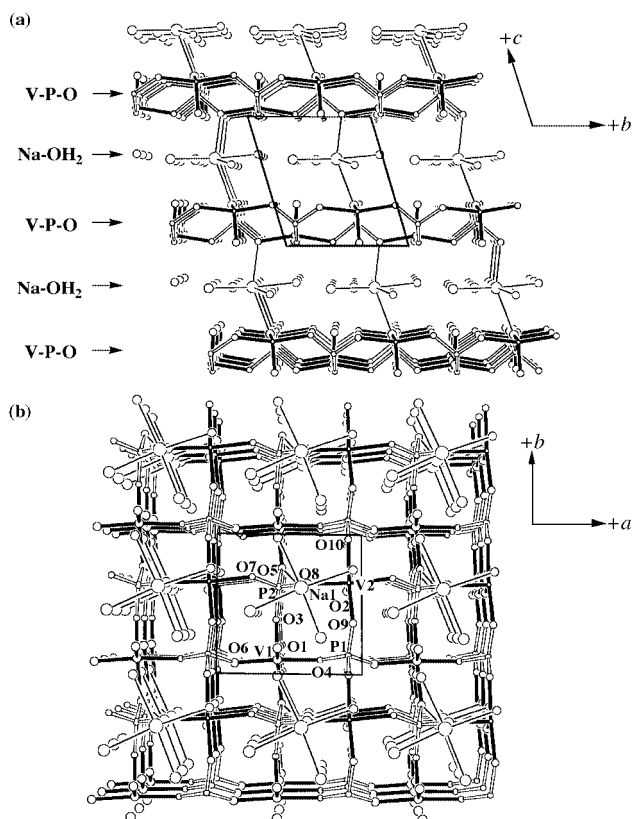 (a)
+c
V-P-O
+b
Na-OH₂
V-P-O
Na-OH₂
V-P-O
(b)
+b
+a
O10
O7 O5 O8 V2
P2 Na1
O2
O3 O9
O6 V1 O1 P1
O4